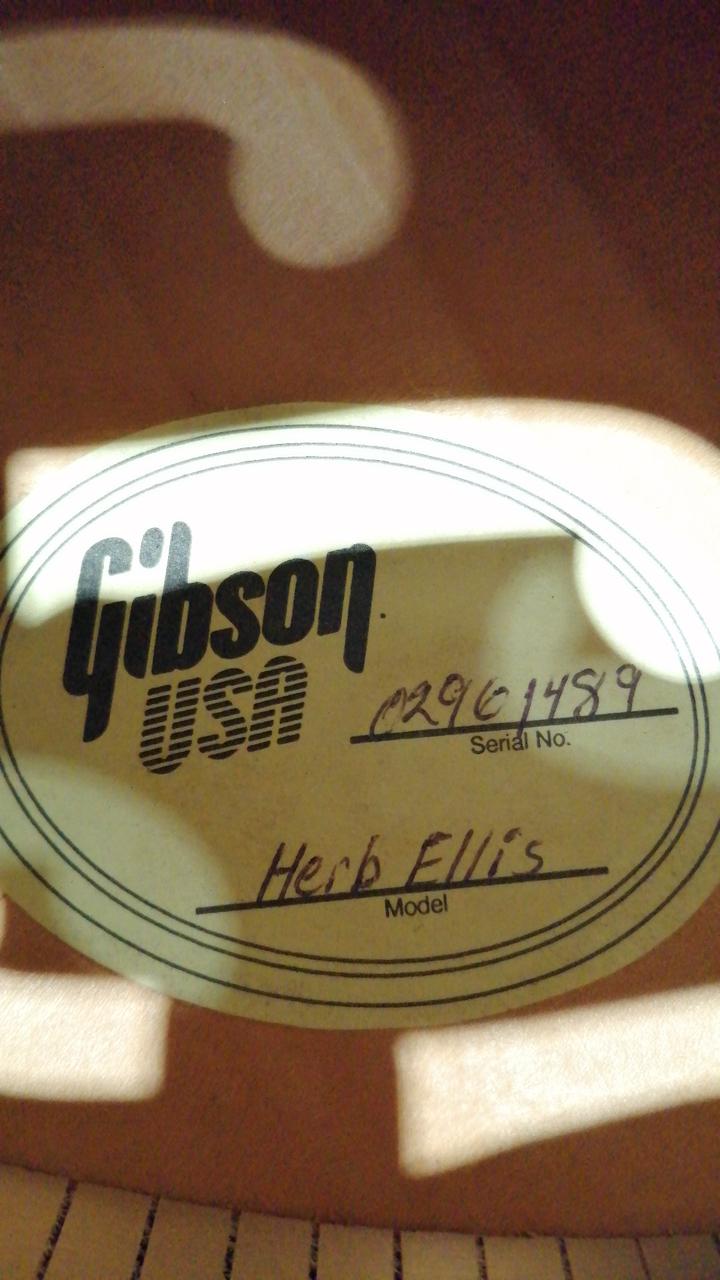 Gibson
USA
02961489
Serial No.
Herb Ellis
Model